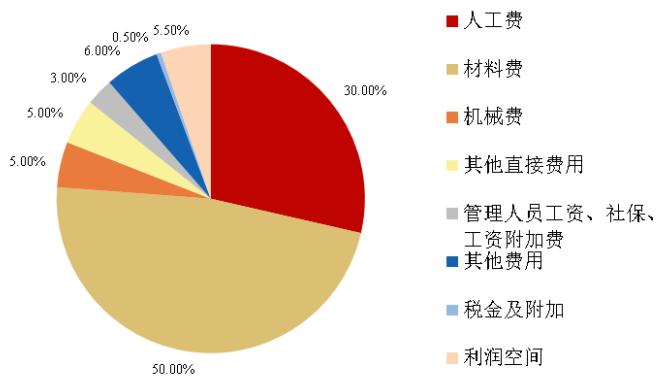 0.50%
5.50%
6.00%
3.00%
5.00%
5.00%
30.00%
50.00%
人工费
材料费
机械费
其他直接费用
管理人员工资、社保、
工资附加费
其他费用
税金及附加
利润空间